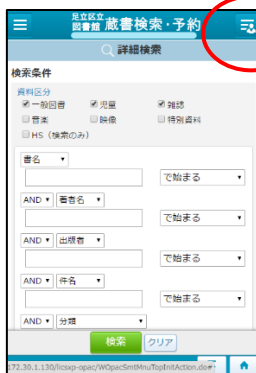 足立区立
図書館 蔵書検索・予約
詳細検索
検索条件
資料区分
一般図書 児童 雑誌
音楽 映像 特別資料
HS（検索のみ）
書名
で始まる
AND 著者名
で始まる
AND 出版者
で始まる
AND 件名
で始まる
AND 分類
検索 クリア
172.30.1.130/licsxp-opac/WOpacSmtMnuTopInitAction.do#